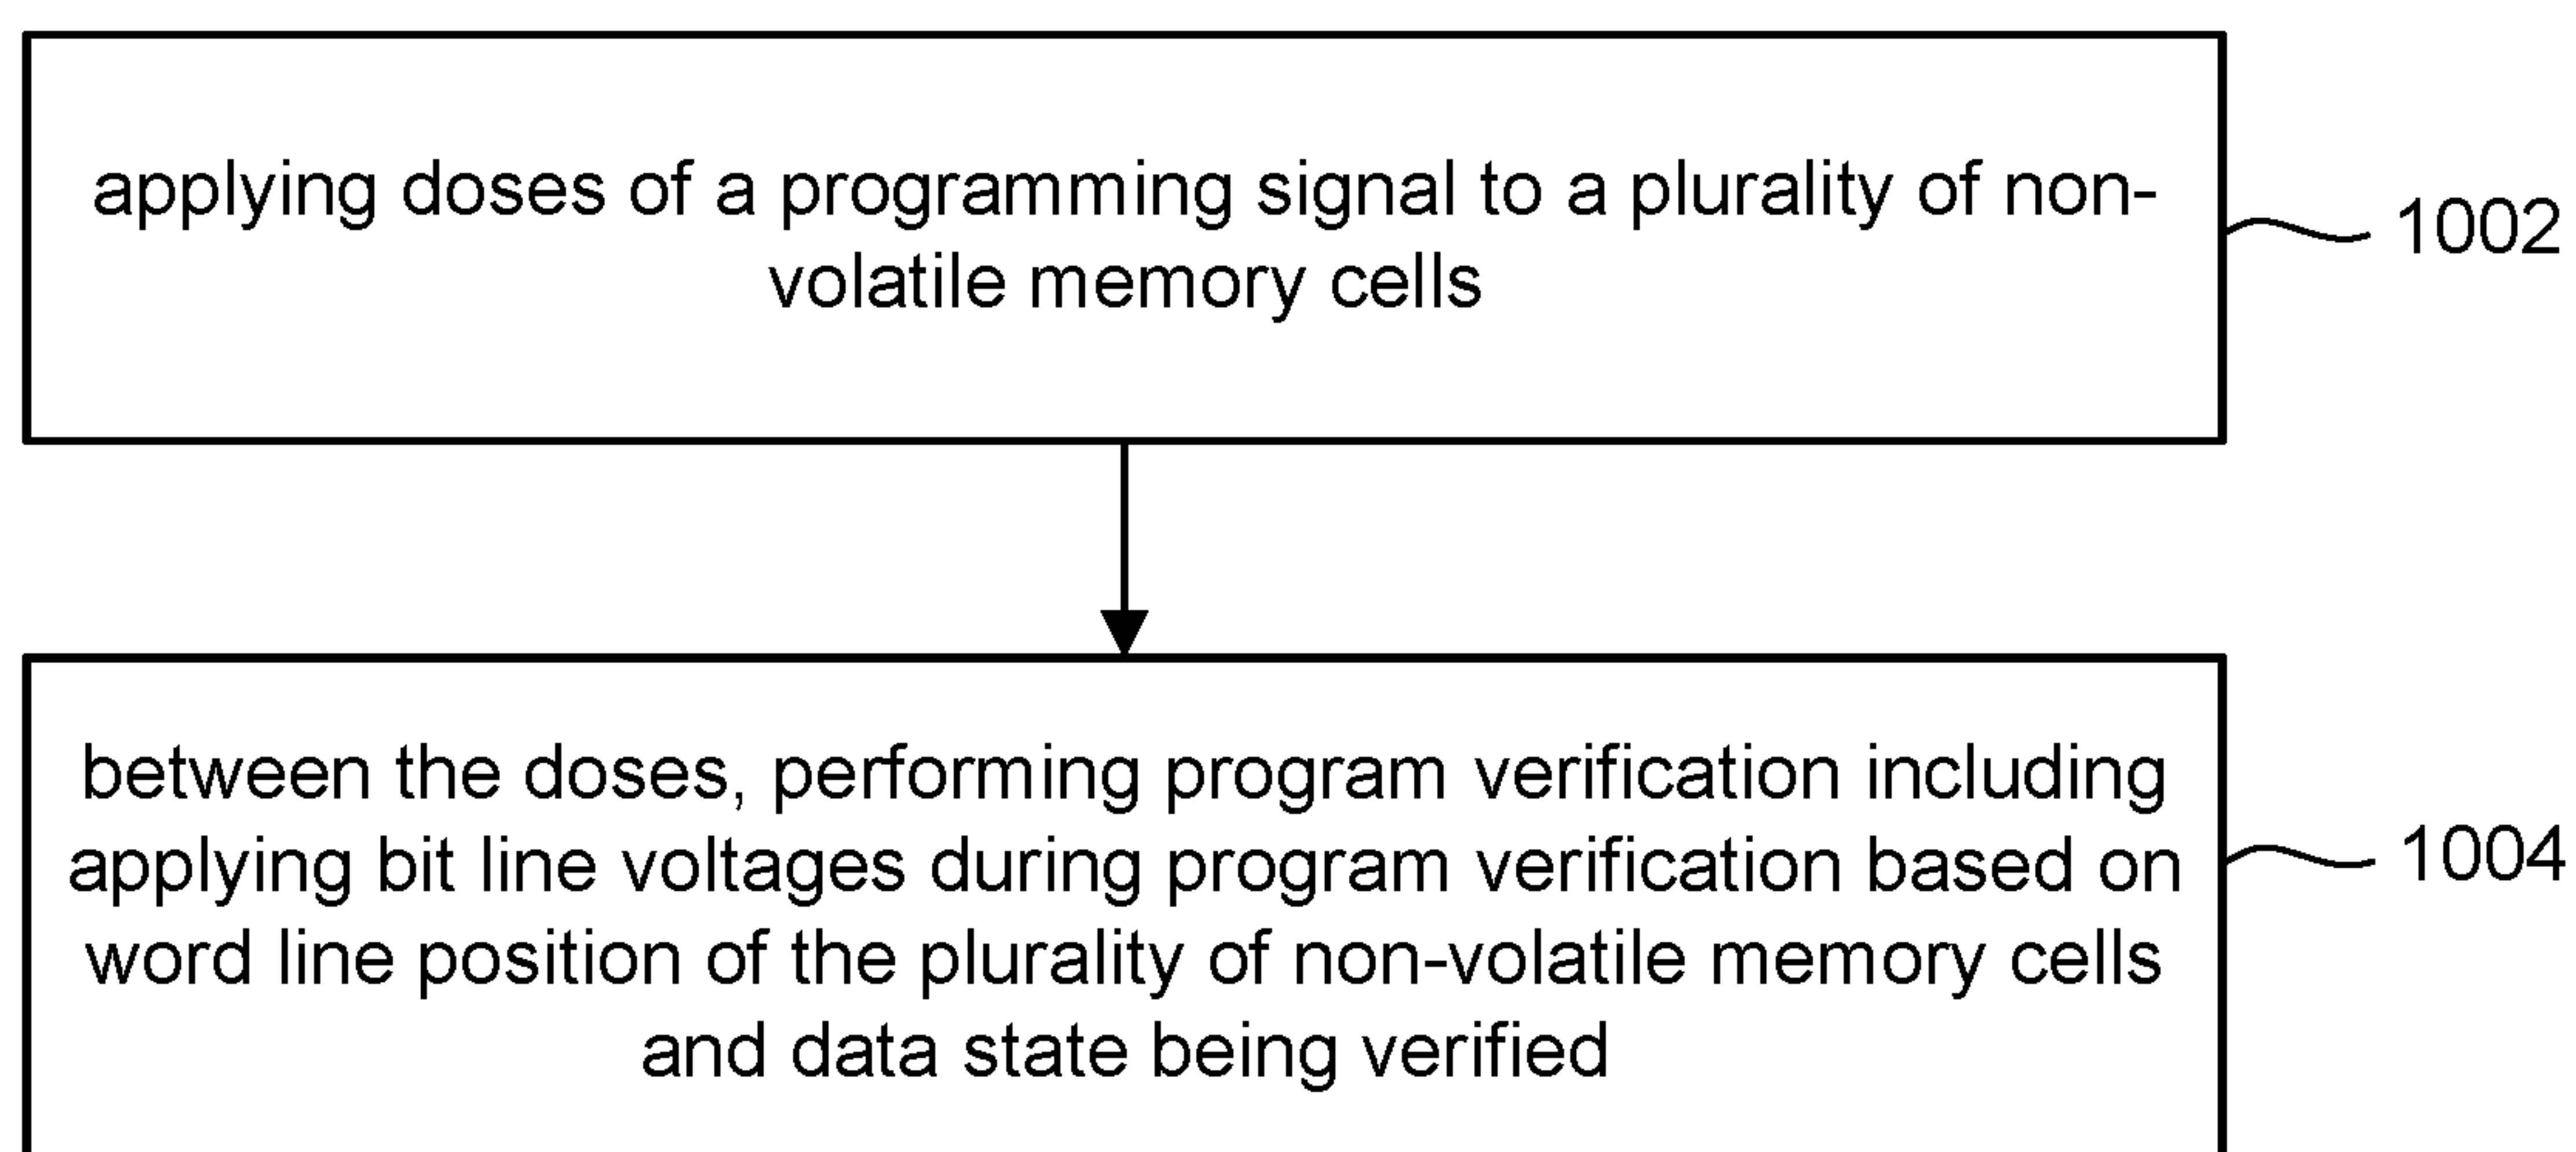 applying doses of a programming signal to a plurality of non-
volatile memory cells
1002
between the doses, performing program verification including
applying bit line voltages during program verification based on
word line position of the plurality of non-volatile memory cells
and data state being verified
1004